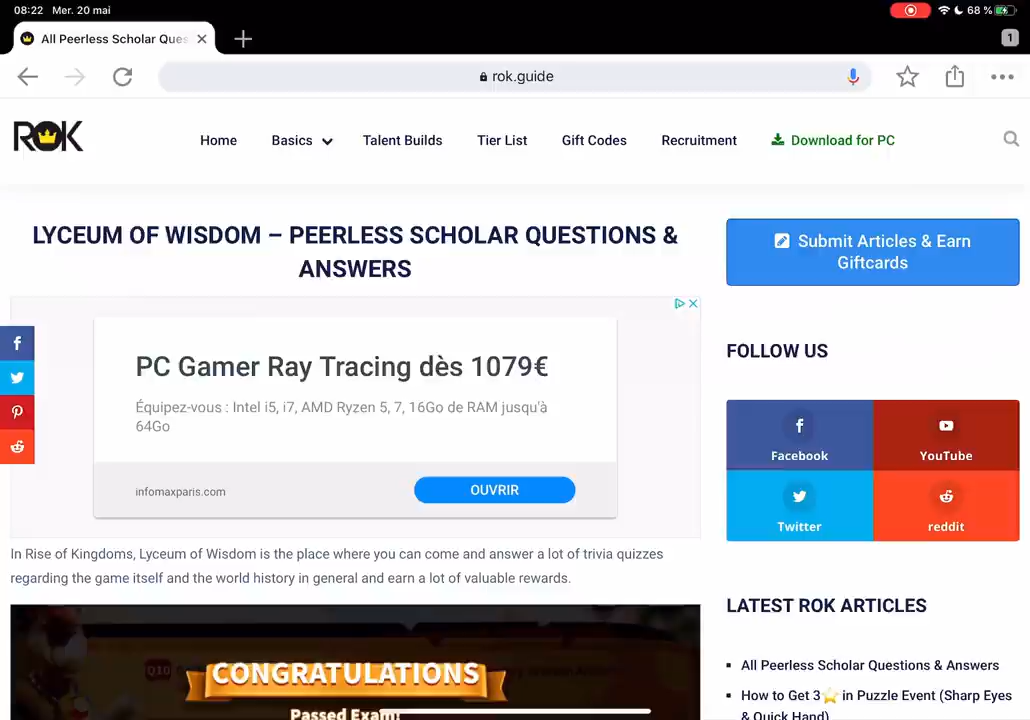 08:22 Mer. 20 mai
68 %
All Peerless Scholar Ques
1
rok.guide
ROK
Home
Basics
Talent Builds
Tier List
Gift Codes
Recruitment
Download for PC
LYCEUM OF WISDOM – PEERLESS SCHOLAR QUESTIONS &
ANSWERS
PC Gamer Ray Tracing dès 1079€
Équipez-vous : Intel i5, i7, AMD Ryzen 5, 7, 16Go de RAM jusqu'à
64Go
infomaxparis.com
OUVRIR
In Rise of Kingdoms, Lyceum of Wisdom is the place where you can come and answer a lot of trivia quizzes
regarding the game itself and the world history in general and earn a lot of valuable rewards.
Q10
CONGRATULATIONS
Passed Exam!
Submit Articles & Earn
Giftcards
FOLLOW US
Facebook
YouTube
Twitter
reddit
LATEST ROK ARTICLES
All Peerless Scholar Questions & Answers
How to Get 3⭐ in Puzzle Event (Sharp Eyes
& Quick Hand)